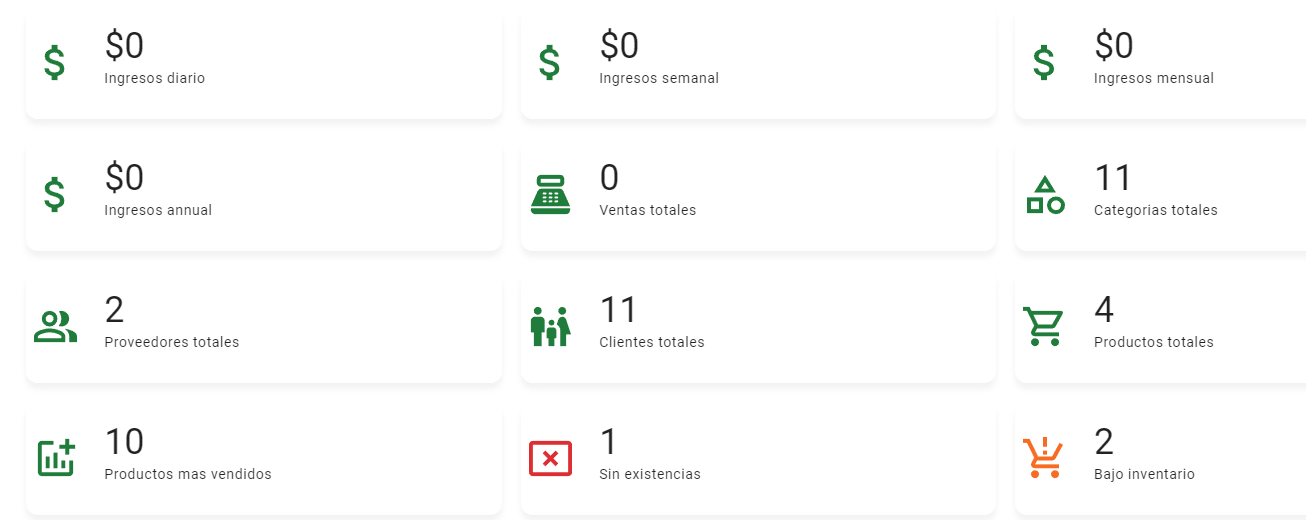 $0
Ingresos diario
$0
Ingresos semanal
$0
Ingresos mensual
$0
Ingresos annual
0
Ventas totales
11
Categorias totales
2
Proveedores totales
11
Clientes totales
4
Productos totales
10
Productos mas vendidos
1
Sin existencias
2
Bajo inventario